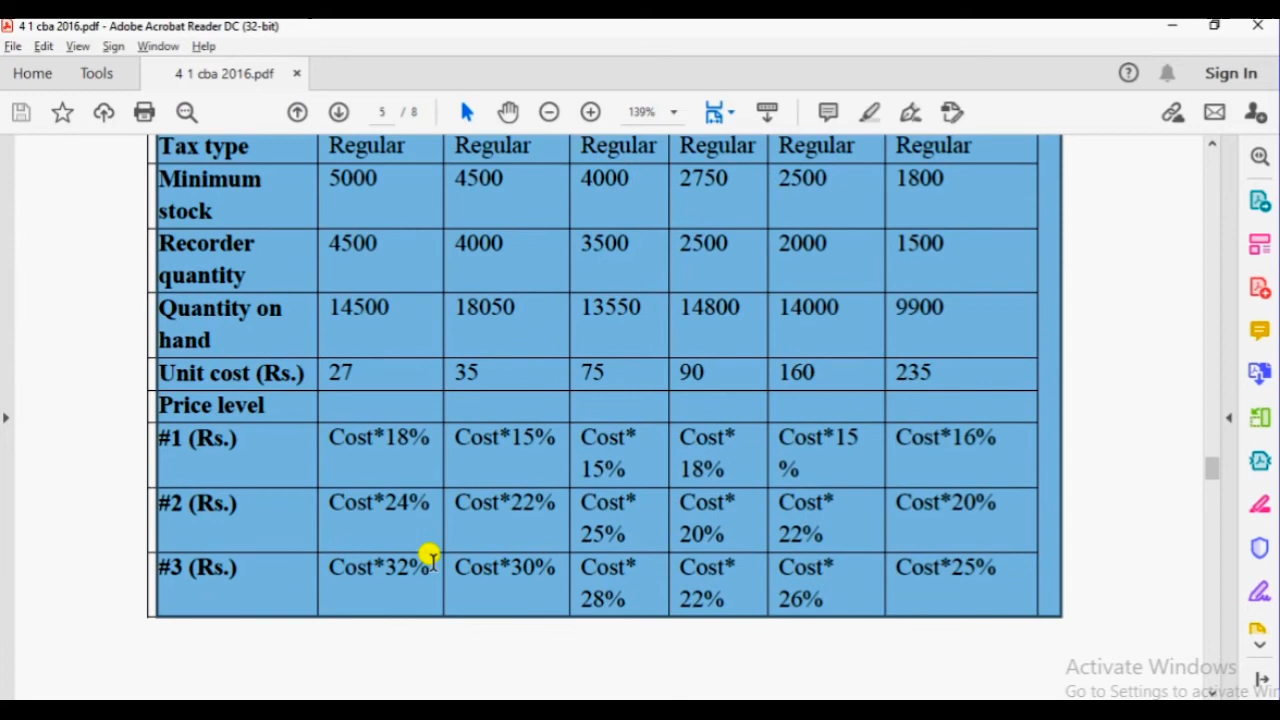 4 1 cba 2016.pdf - Adobe Acrobat Reader DC (32-bit)
File Edit View Sign Window Help
Home Tools 4 1 cba 2016.pdf × Sign In
5 / 8 139%
Tax type Regular Regular Regular Regular Regular Regular
Minimum 5000 4500 4000 2750 2500 1800
stock
Recorder 4500 4000 3500 2500 2000 1500
quantity
Quantity on 14500 18050 13550 14800 14000 9900
hand
Unit cost (Rs.) 27 35 75 90 160 235
Price level
#1 (Rs.) Cost*18% Cost*15% Cost* Cost* Cost*15 Cost*16%
15% 18% %
#2 (Rs.) Cost*24% Cost*22% Cost* Cost* Cost* Cost*20%
25% 20% 22%
#3 (Rs.) Cost*32% Cost*30% Cost* Cost* Cost* Cost*25%
28% 22% 26%
Activate Windows
Go to Settings to activate Win